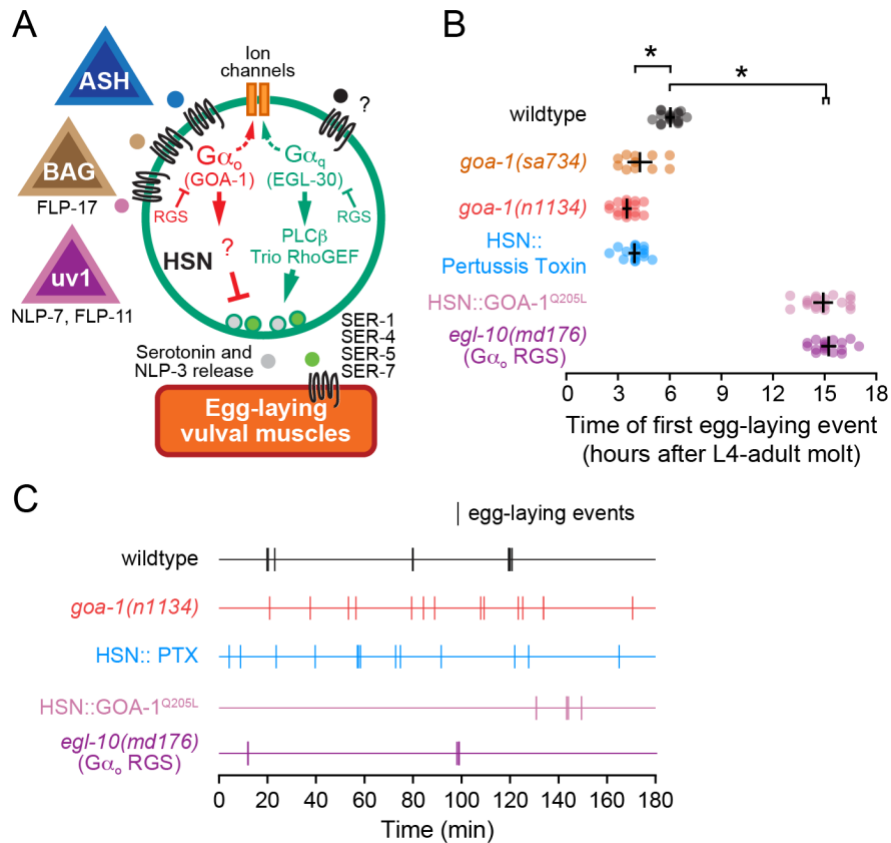 A
ASH
BAG
FLP-17
uv1
NLP-7, FLP-11
Ion
channels
?
Gαo
(GOA-1)
Gαq
(EGL-30)
RGS
RGS
HSN
?
PLCβ
Trio RhoGEF
Serotonin and
NLP-3 release
SER-1
SER-4
SER-5
SER-7
Egg-laying
vulval muscles
B
*
*
wildtype
goa-1(sa734)
goa-1(n1134)
HSN::
Pertussis Toxin
HSN::GOA-1Q205L
egl-10(md176)
(Gαo RGS)
0 3 6 9 12 15 18
Time of first egg-laying event
(hours after L4-adult molt)
C
egg-laying events
wildtype
goa-1(n1134)
HSN:: PTX
HSN::GOA-1Q205L
egl-10(md176)
(Gαo RGS)
0 20 40 60 80 100 120 140 160 180
Time (min)